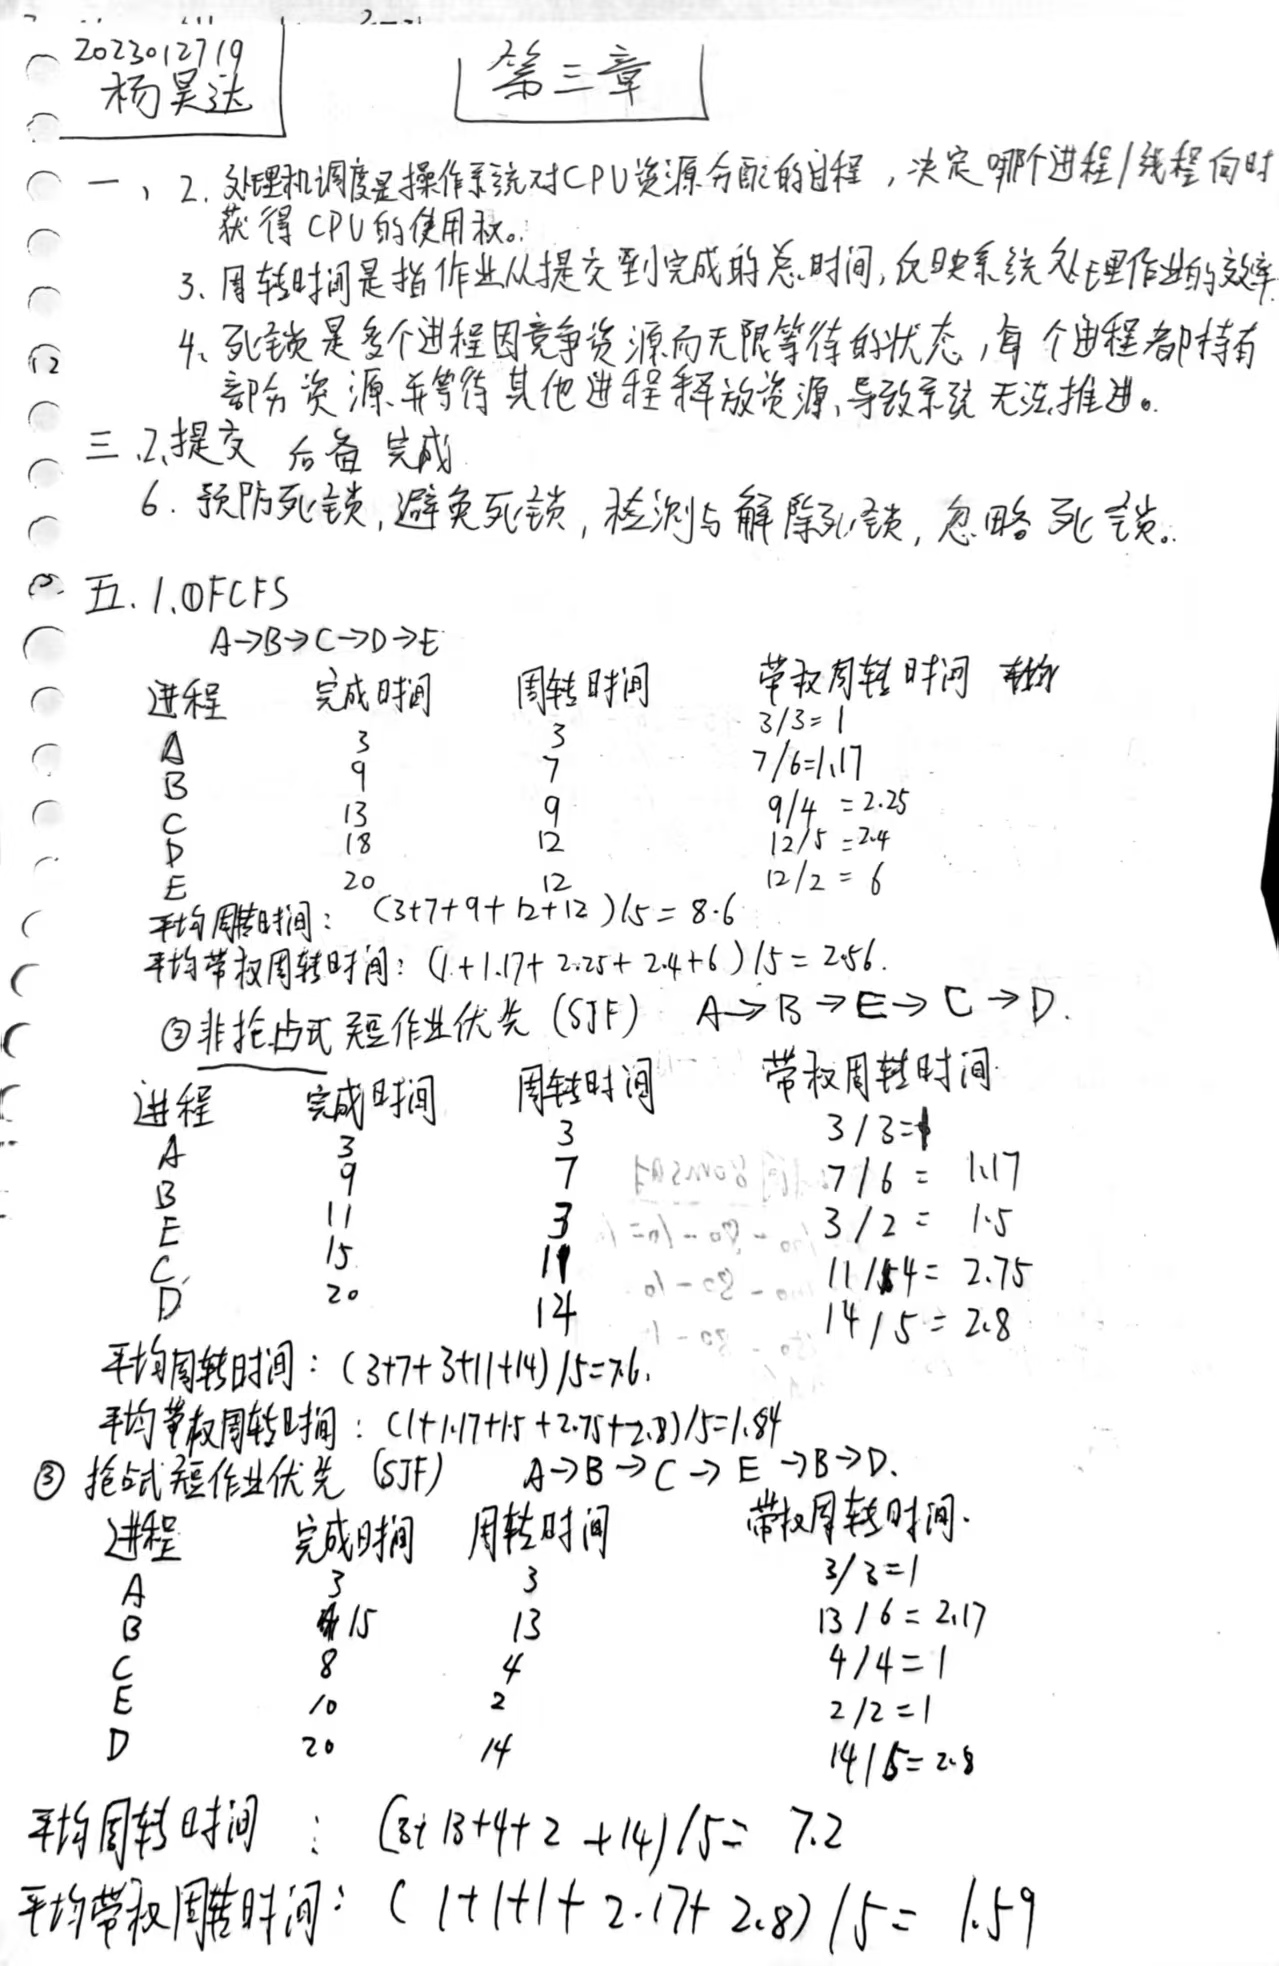 2023012719
杨昊达
第三章
一、2. 处理机调度是操作系统对CPU资源分配的过程，决定哪个进程/线程何时
获得CPU的使用权。
3、周转时间是指作业从提交到完成的总时间，反映系统处理作业的效率.
4、死锁是多个进程因竞争资源而无限等待的状态，每个进程都持有
部分资源并等待其他进程释放资源，导致系统无法推进。
三、2、提交 后备 完成
6. 预防死锁，避免死锁，检测与解除死锁，忽略死锁。
五. 1、①FCFS
A→B→C→D→E
进程 完成时间 周转时间 带权周转时间
A 3 3 3/3=1
B 9 7 7/6=1.17
C 13 9 9/4 =2.25
D 18 12 12/5 =2.4
E 20 12 12/2 = 6
平均周转时间： (3+7+9+12+12)/5=8.6
平均带权周转时间：(1+1.17+2.25+2.4+6)/5=2.56.
②非抢占式短作业优先 (SJF) A→B→E→C→D.
进程 完成时间 周转时间 带权周转时间.
A 3 3 3/3=1
B 9 7 7/6 = 1.17
E 11 3 3/2 = 1.5
C 15 11 11/4= 2.75
D 20 14 14/5= 2.8
平均周转时间：(3+7+3+11+14)/5=7.6.
平均带权周转时间：(1+1.17+1.5+2.75+2.8)/5=1.84
③ 抢占式短作业优先 (SJF) A→B→C→E→B→D.
进程 完成时间 周转时间 带权周转时间.
A 3 3 3/3=1
B 15 13 13/6=2.17
C 8 4 4/4=1
E 10 2 2/2=1
D 20 14 14/5=2.8
平均周转时间 : (3+13+4+2+14)/5= 7.2
平均带权周转时间: (1+1+1+2.17+2.8)/5= 1.59